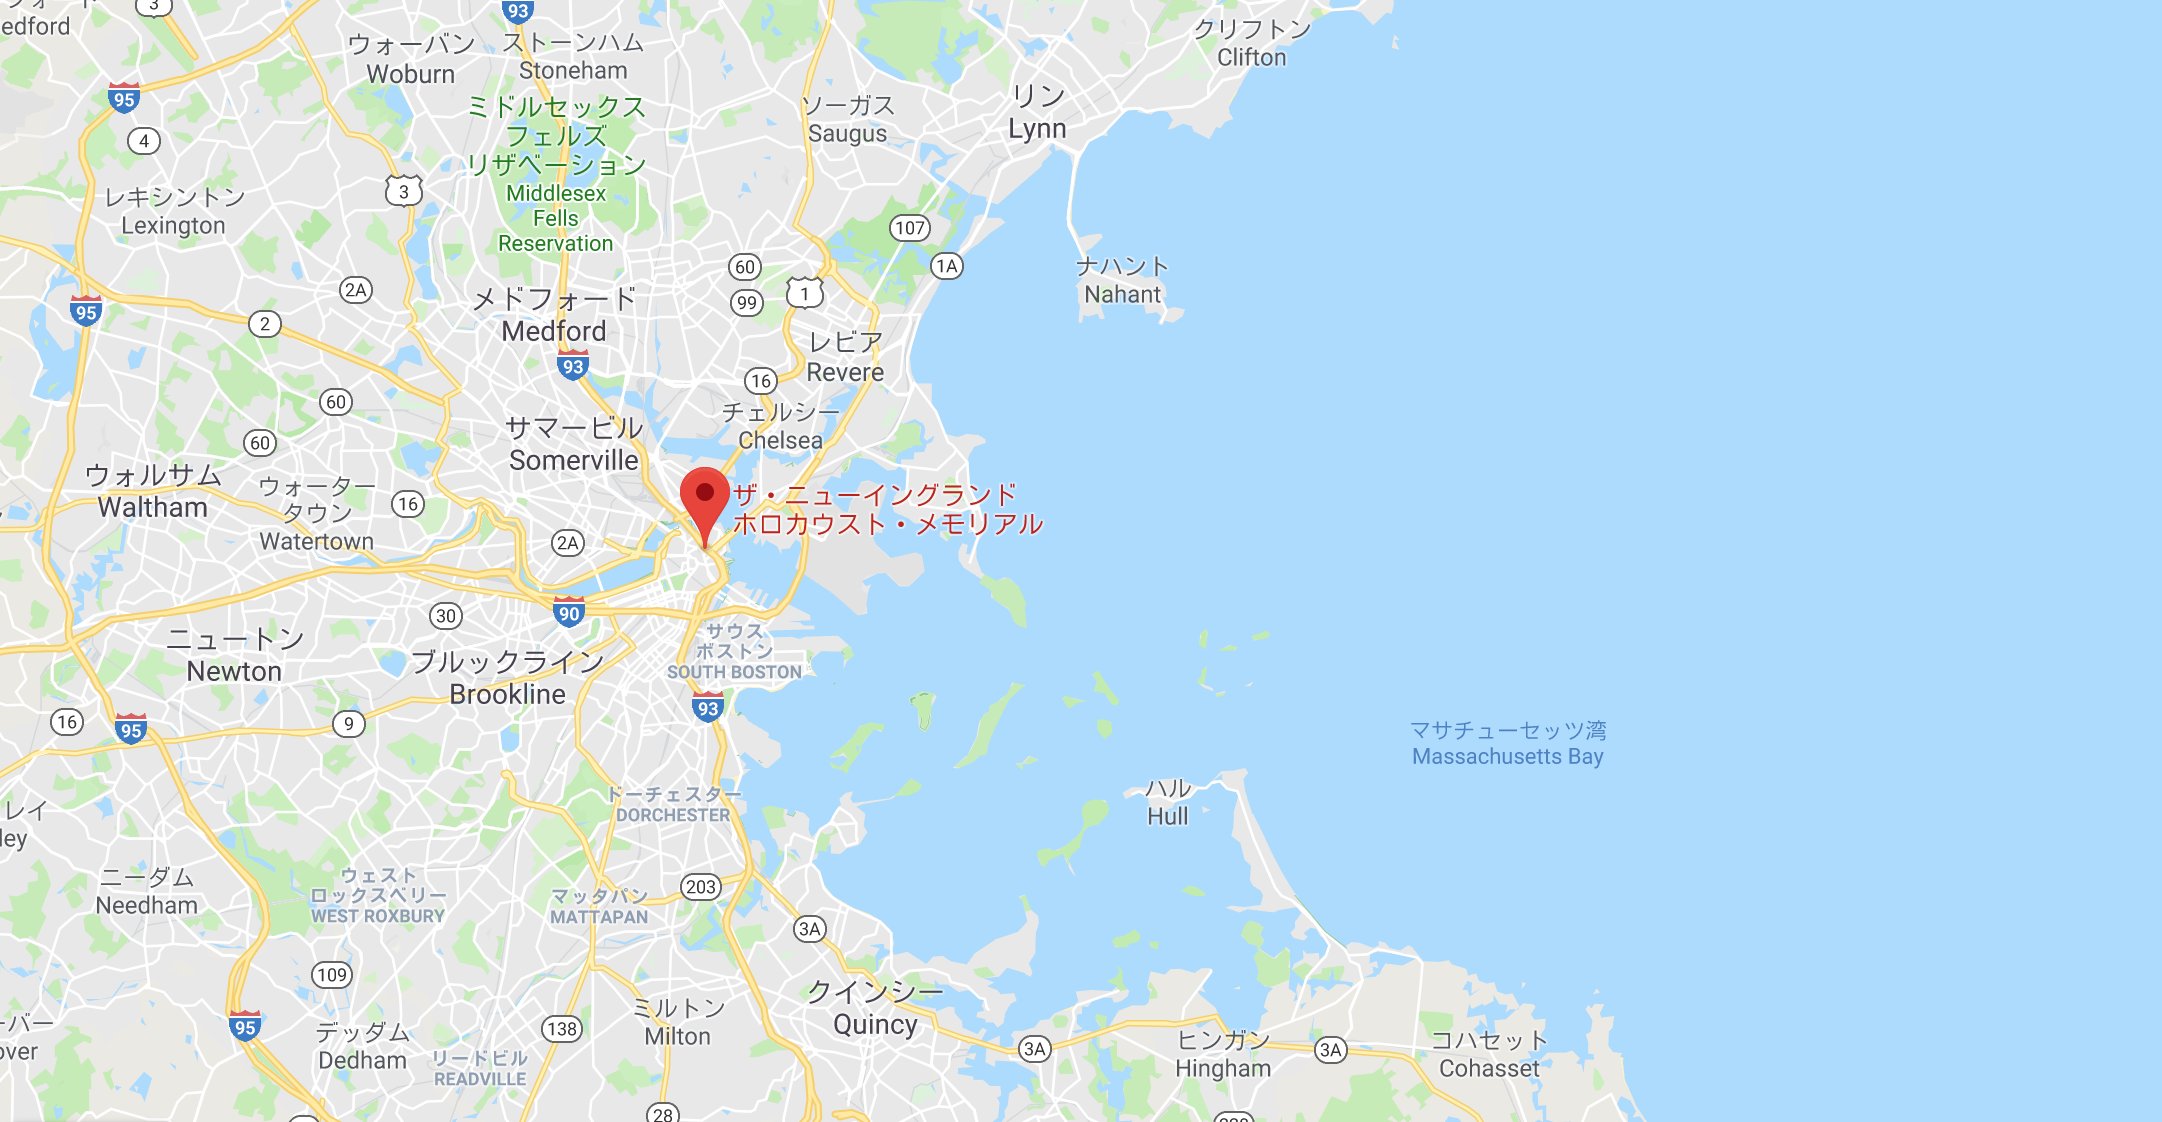 edford
3
93
ウォーバン
Woburn
ストーンハム
Stoneham
クリフトン
Clifton
95
4
ミドルセックス
フェルズ
リザベーション
Middlesex
Fells
Reservation
ソーガス
Saugus
リン
Lynn
3
レキシントン
Lexington
107
1A
60
99
1
ナハント
Nahant
2A
95
2
メドフォード
Medford
93
レビア
Revere
16
60
60
チェルシー
Chelsea
サマービル
Somerville
ウォルサム
Waltham
ウォーター
タウン
Watertown
16
2A
ザ・ニューイングランド
ホロカウスト・メモリアル
30
90
ニュートン
Newton
ブルックライン
Brookline
サウス
ボストン
SOUTH BOSTON
93
16
95
9
マサチューセッツ湾
Massachusetts Bay
ハル
Hull
ドーチェスター
DORCHESTER
レイ
ley
ニーダム
Needham
ウェスト
ロックスベリー
WEST ROXBURY
マッタパン
MATTAPAN
203
3A
109
クインシー
Quincy
ーバー
over
95
デッダム
Dedham
リードビル
READVILLE
138
ミルトン
Milton
3A
ヒンガン
Hingham
3A
コハセット
Cohasset
28